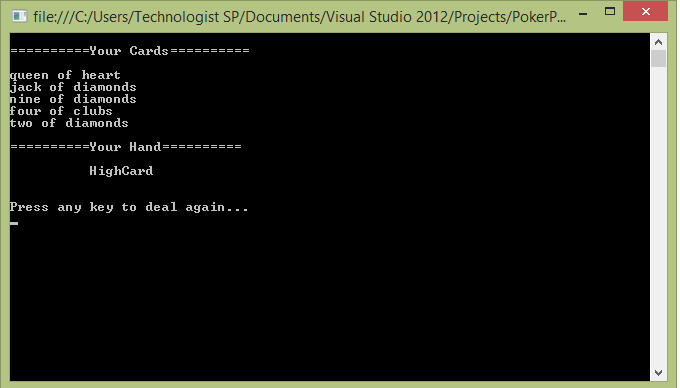 file:///C:/Users/Technologist SP/Documents/Visual Studio 2012/Projects/PokerP...
==========Your Cards==========
queen of heart
jack of diamonds
nine of diamonds
four of clubs
two of diamonds
==========Your Hand==========
HighCard
Press any key to deal again...